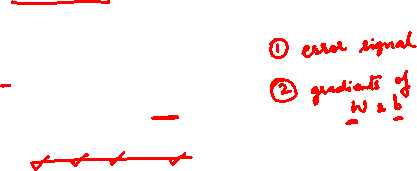 ① error signal
② gradients of
W & b